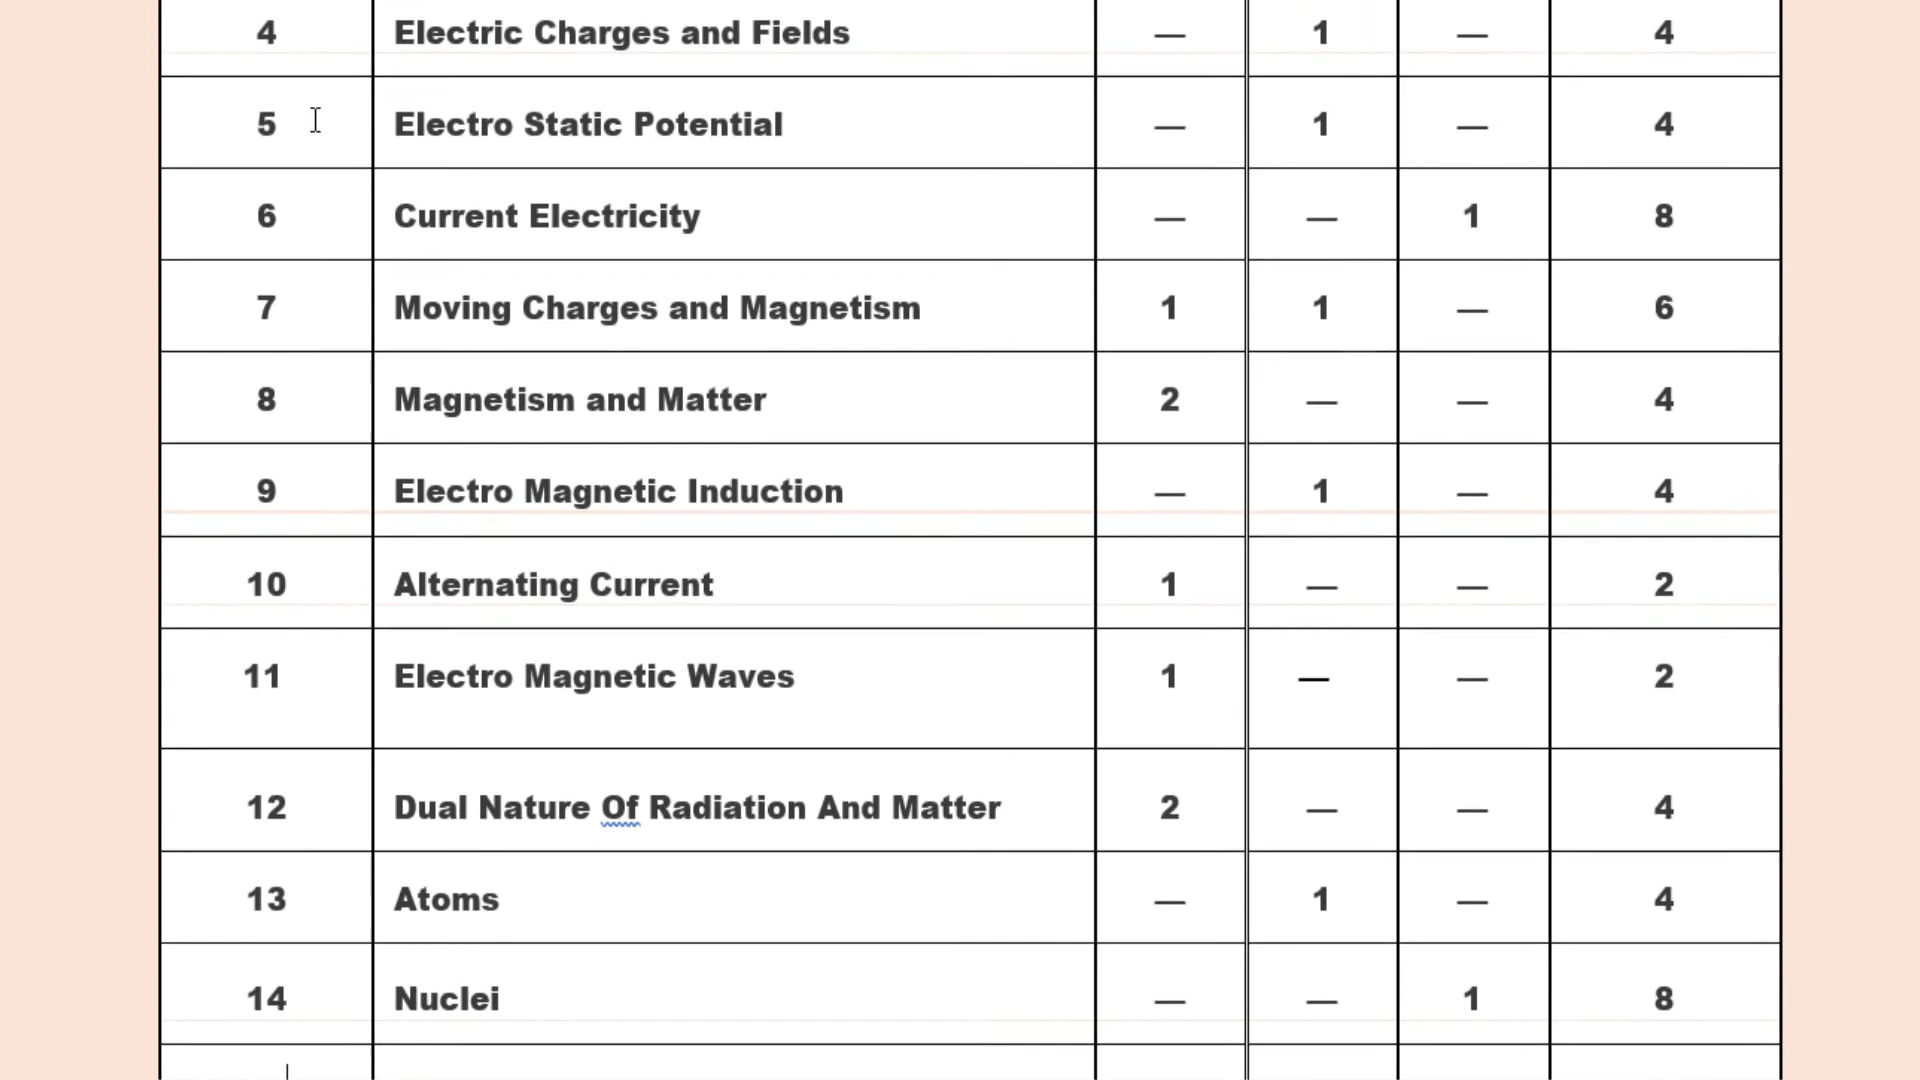 4 Electric Charges and Fields — 1 — 4
5 Electro Static Potential — 1 — 4
6 Current Electricity — — 1 8
7 Moving Charges and Magnetism 1 1 — 6
8 Magnetism and Matter 2 — — 4
9 Electro Magnetic Induction — 1 — 4
10 Alternating Current 1 — — 2
11 Electro Magnetic Waves 1 — — 2
12 Dual Nature Of Radiation And Matter 2 — — 4
13 Atoms — 1 — 4
14 Nuclei — — 1 8